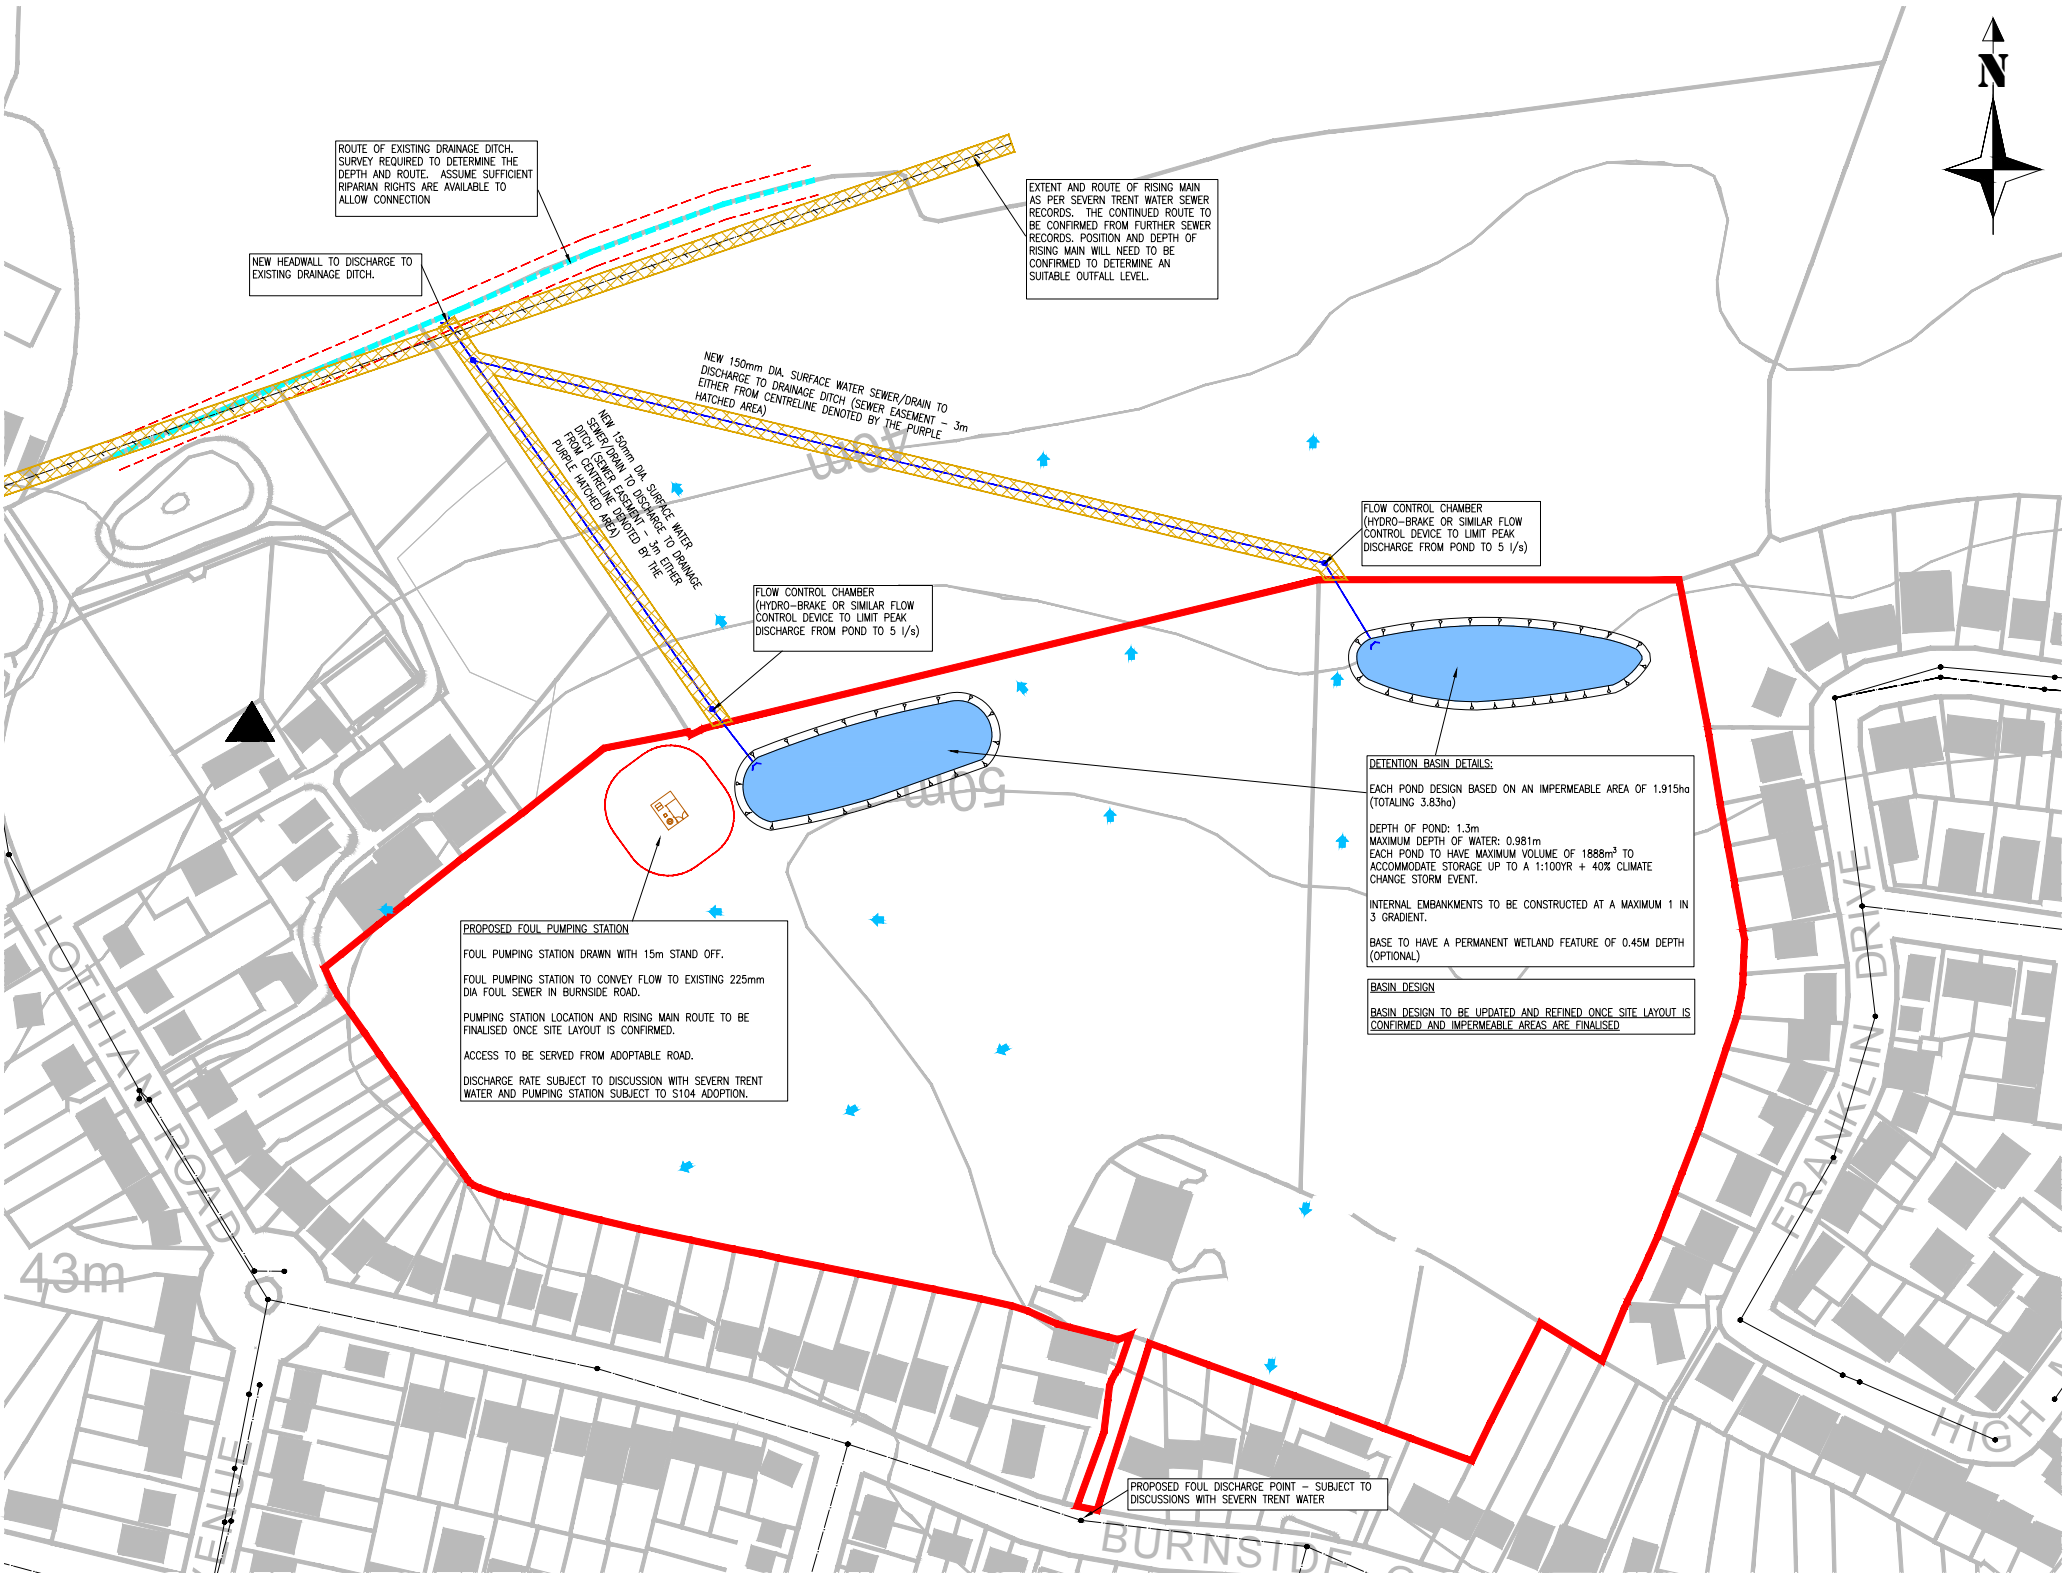 N
ROUTE OF EXISTING DRAINAGE DITCH.
SURVEY REQUIRED TO DETERMINE THE
DEPTH AND ROUTE. ASSUME SUFFICIENT
RIPARIAN RIGHTS ARE AVAILABLE TO
ALLOW CONNECTION
EXTENT AND ROUTE OF RISING MAIN
AS PER SEVERN TRENT WATER SEWER
RECORDS. THE CONTINUED ROUTE TO
BE CONFIRMED FROM FURTHER SEWER
RECORDS. POSITION AND DEPTH OF
RISING MAIN WILL NEED TO BE
CONFIRMED TO DETERMINE AN
SUITABLE OUTFALL LEVEL.
NEW HEADWALL TO DISCHARGE TO
EXISTING DRAINAGE DITCH.
NEW 150mm DIA. SURFACE WATER SEWER/DRAIN TO
DISCHARGE TO DRAINAGE DITCH (SEWER EASEMENT – 3m
EITHER FROM CENTRELINE DENOTED BY THE PURPLE
HATCHED AREA)
NEW 150mm DIA. SURFACE WATER
SEWER/DRAIN TO DISCHARGE TO DRAINAGE
DITCH (SEWER EASEMENT – 3m EITHER
FROM CENTRELINE DENOTED BY THE
PURPLE HATCHED AREA)
40m
FLOW CONTROL CHAMBER
(HYDRO–BRAKE OR SIMILAR FLOW
CONTROL DEVICE TO LIMIT PEAK
DISCHARGE FROM POND TO 5 l/s)
FLOW CONTROL CHAMBER
(HYDRO–BRAKE OR SIMILAR FLOW
CONTROL DEVICE TO LIMIT PEAK
DISCHARGE FROM POND TO 5 l/s)
50m
DETENTION BASIN DETAILS:
EACH POND DESIGN BASED ON AN IMPERMEABLE AREA OF 1.915ha
(TOTALING 3.83ha)
DEPTH OF POND: 1.3m
MAXIMUM DEPTH OF WATER: 0.981m
EACH POND TO HAVE MAXIMUM VOLUME OF 1888m³ TO
ACCOMMODATE STORAGE UP TO A 1:100YR + 40% CLIMATE
CHANGE STORM EVENT.
INTERNAL EMBANKMENTS TO BE CONSTRUCTED AT A MAXIMUM 1 IN
3 GRADIENT.
BASE TO HAVE A PERMANENT WETLAND FEATURE OF 0.45M DEPTH
(OPTIONAL)
BASIN DESIGN
BASIN DESIGN TO BE UPDATED AND REFINED ONCE SITE LAYOUT IS
CONFIRMED AND IMPERMEABLE AREAS ARE FINALISED
PROPOSED FOUL PUMPING STATION
FOUL PUMPING STATION DRAWN WITH 15m STAND OFF.
FOUL PUMPING STATION TO CONVEY FLOW TO EXISTING 225mm
DIA FOUL SEWER IN BURNSIDE ROAD.
PUMPING STATION LOCATION AND RISING MAIN ROUTE TO BE
FINALISED ONCE SITE LAYOUT IS CONFIRMED.
ACCESS TO BE SERVED FROM ADOPTABLE ROAD.
DISCHARGE RATE SUBJECT TO DISCUSSION WITH SEVERN TRENT
WATER AND PUMPING STATION SUBJECT TO S104 ADOPTION.
LOTHIAN ROAD
FRANKLIN DRIVE
43m
ENUE
HIGH
PROPOSED FOUL DISCHARGE POINT – SUBJECT TO
DISCUSSIONS WITH SEVERN TRENT WATER
BURNSIDE